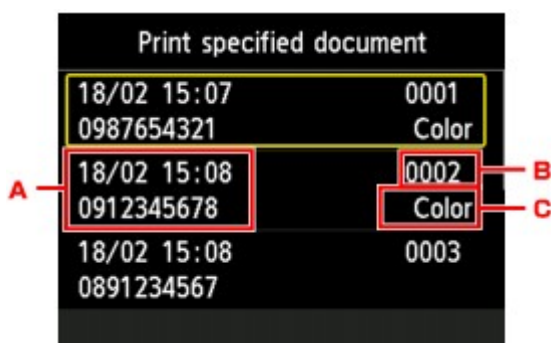 Print specified document
18/02 15:07 0001
0987654321 Color
18/02 15:08 0002
0912345678 Color
18/02 15:08 0003
0891234567
A
B
C